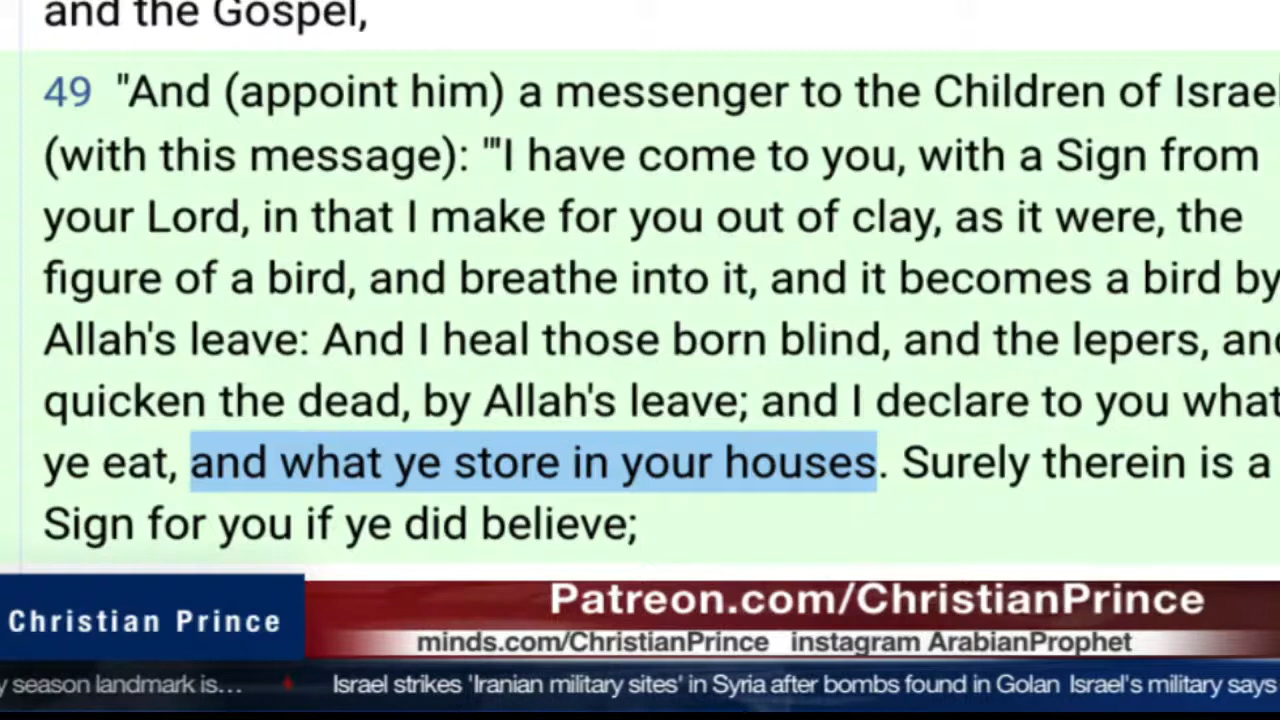 and the Gospel,
49 "And (appoint him) a messenger to the Children of Israel
(with this message): "'I have come to you, with a Sign from
your Lord, in that I make for you out of clay, as it were, the
figure of a bird, and breathe into it, and it becomes a bird by
Allah's leave: And I heal those born blind, and the lepers, and
quicken the dead, by Allah's leave; and I declare to you what
ye eat, and what ye store in your houses. Surely therein is a
Sign for you if ye did believe;
Patreon.com/ChristianPrince
Christian Prince
minds.com/ChristianPrince instagram ArabianProphet
y season landmark is... Israel strikes 'Iranian military sites' in Syria after bombs found in Golan Israel's military says